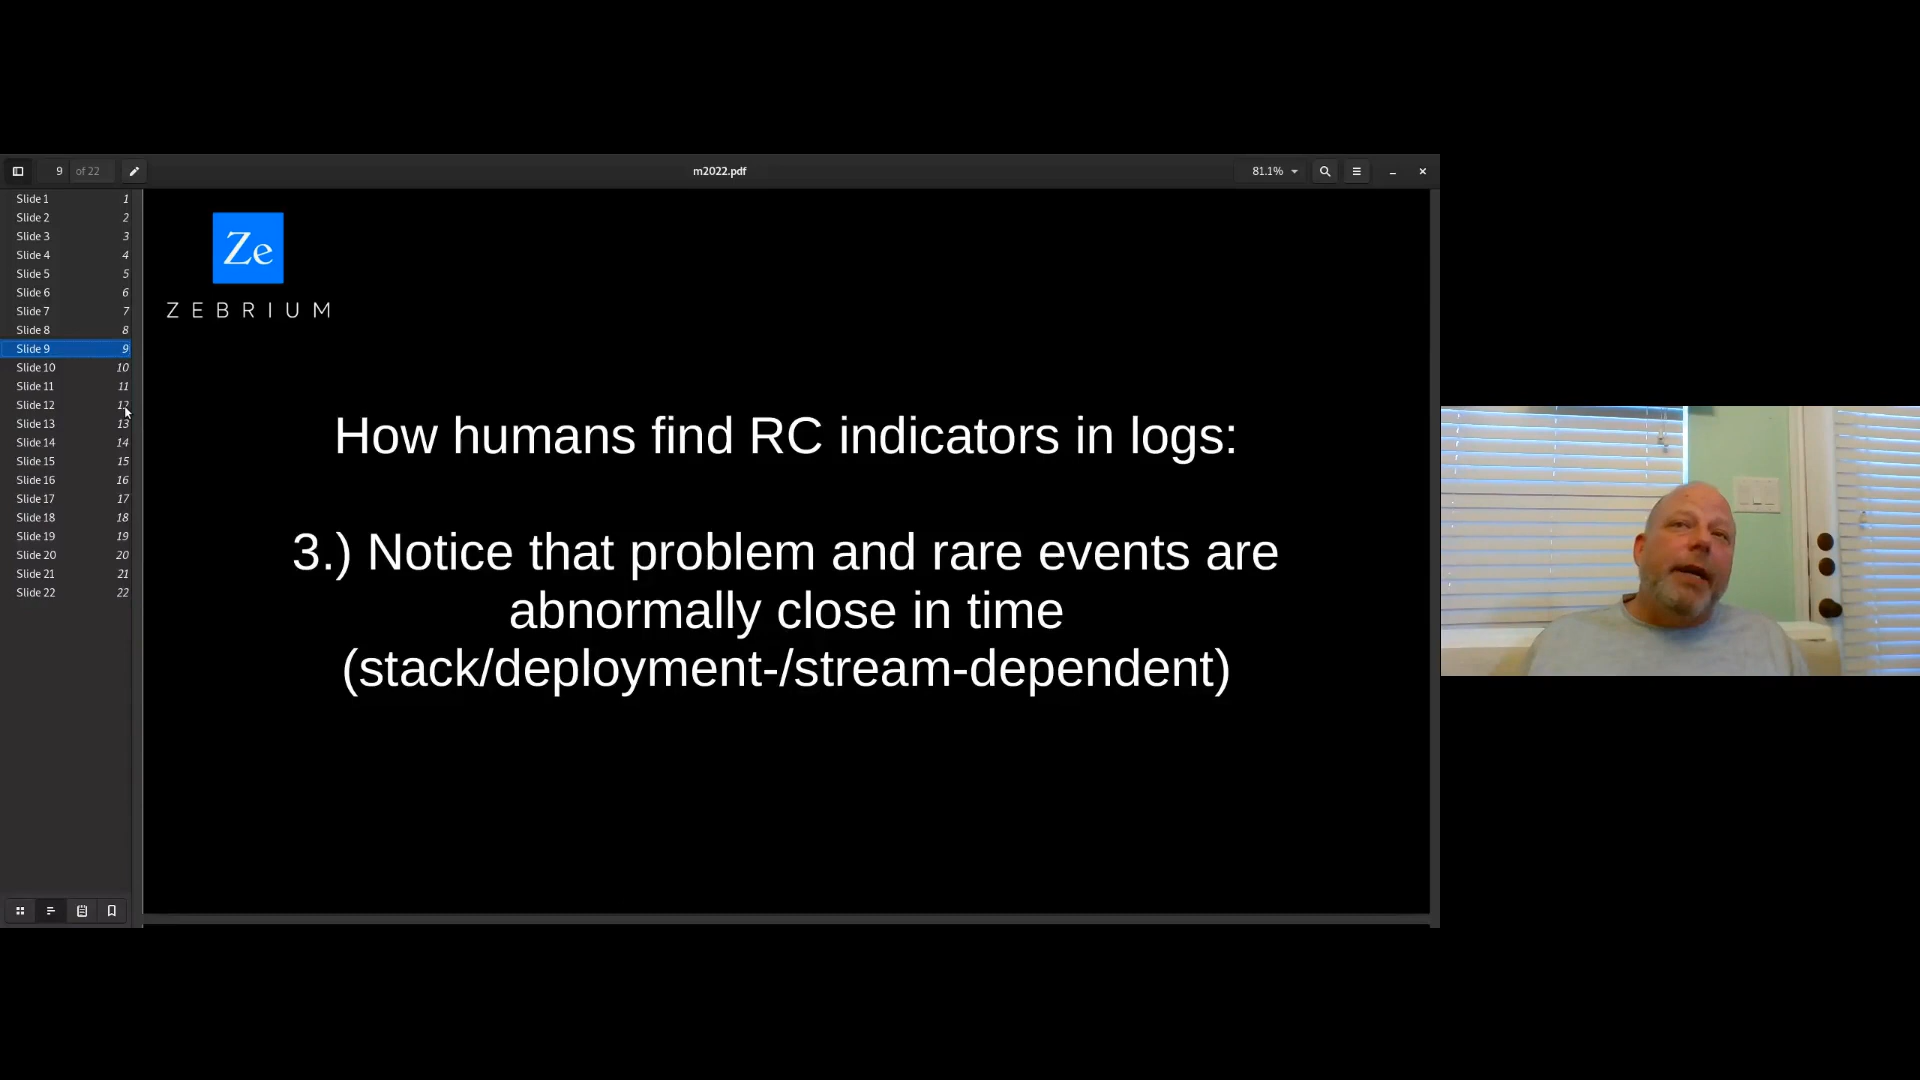 9 of 22
m2022.pdf
81.1%
Slide 1 1
Slide 2 2
Slide 3 3
Slide 4 4
Slide 5 5
Slide 6 6
Slide 7 7
Slide 8 8
Slide 9 9
Slide 10 10
Slide 11 11
Slide 12 12
Slide 13 13
Slide 14 14
Slide 15 15
Slide 16 16
Slide 17 17
Slide 18 18
Slide 19 19
Slide 20 20
Slide 21 21
Slide 22 22
Ze
ZEBRIUM
How humans find RC indicators in logs:
3.) Notice that problem and rare events are
abnormally close in time
(stack/deployment-/stream-dependent)